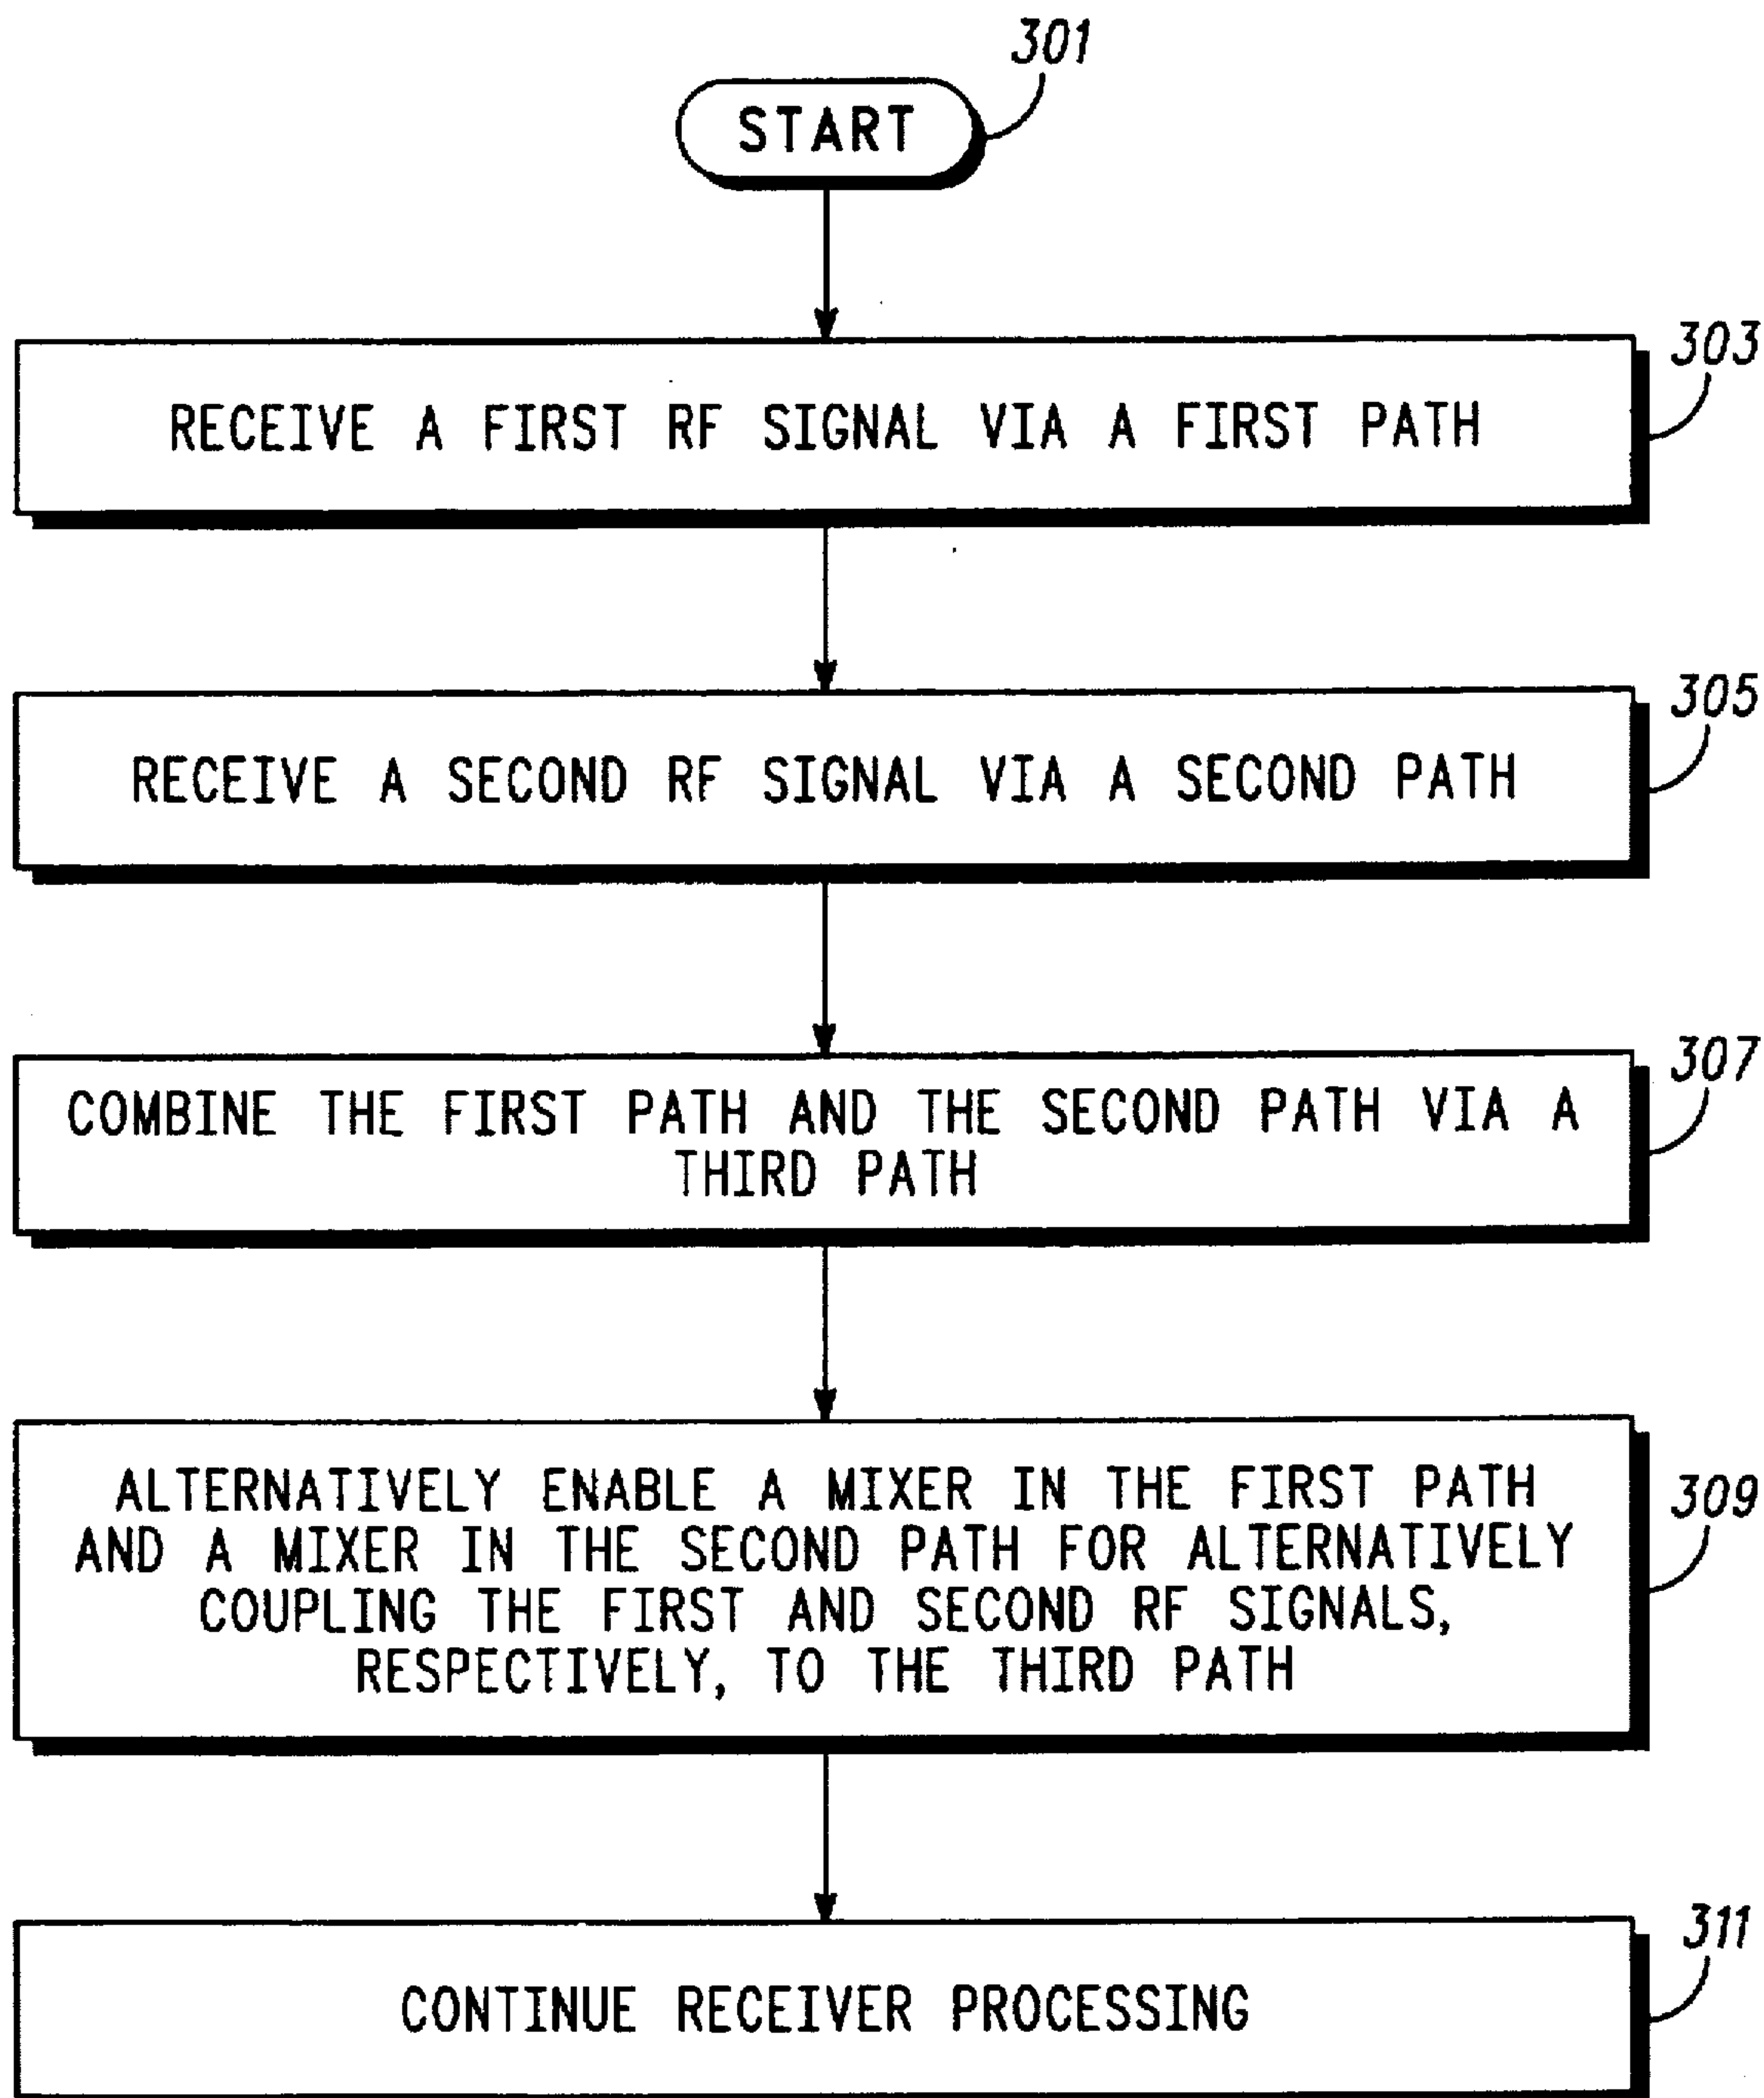 301
START
303
RECEIVE A FIRST RF SIGNAL VIA A FIRST PATH
305
RECEIVE A SECOND RF SIGNAL VIA A SECOND PATH
307
COMBINE THE FIRST PATH AND THE SECOND PATH VIA A
THIRD PATH
309
ALTERNATIVELY ENABLE A MIXER IN THE FIRST PATH
AND A MIXER IN THE SECOND PATH FOR ALTERNATIVELY
COUPLING THE FIRST AND SECOND RF SIGNALS,
RESPECTIVELY, TO THE THIRD PATH
311
CONTINUE RECEIVER PROCESSING